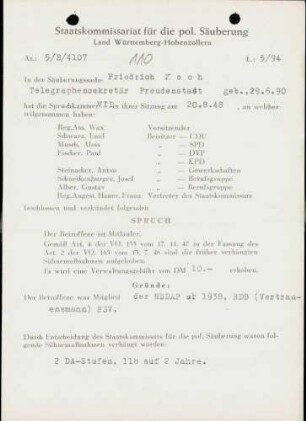 Staatskommissariat für die pol. Säuberung
Land Württemberg-Hohenzollern
Az.: 5/B/4107 110 L: 5/94
In der Säuberungssache Friedrich Koch
Telegraphensekretär Freudenstadt geb.,29.6.90
hat die Spruchkammer VII in ihrer Sitzung am 20.8.48 , an welcher
teilgenommen haben:
Reg.Ass. Wax Vorsitzender
Schwarz, Emil Beisitzer — CDU
Maseh, Alois „ — SPD
Fischer, Paul „ — DVP
„ — KPD
Steinacher, Anton „ — Gewerkschaften
Schnekenburger, Josef „ — Berufsgruppe
Alber, Gustav „ — Berufsgruppe
Reg.Angest. Hauer, Franz Vertreter des Staatskommissars
beschlossen und verkündet folgenden
SPRUCH
Der Betroffene ist Mitläufer.
Gemäß Art. 4 der VO. 133 vom 17. 11. 47 in der Fassung des
Art. 2 der VO. 165 vom 13. 7. 48 sind die früher verhängten
Sühnemaßnahmen aufgehoben.
Es wird eine Verwaltungsgebühr von DM 10.— erhoben.
Gründe:
Der Betroffene war Mitglied der NSDAP ab 1938, RDB (Vertrau-
ensmann) NSV.
Durch Entscheidung des Staatskommissars für die pol. Säuberung waren fol-
gende Sühnemaßnahmen verhängt worden:
2 DA-Stufen, 11b auf 2 Jahre.